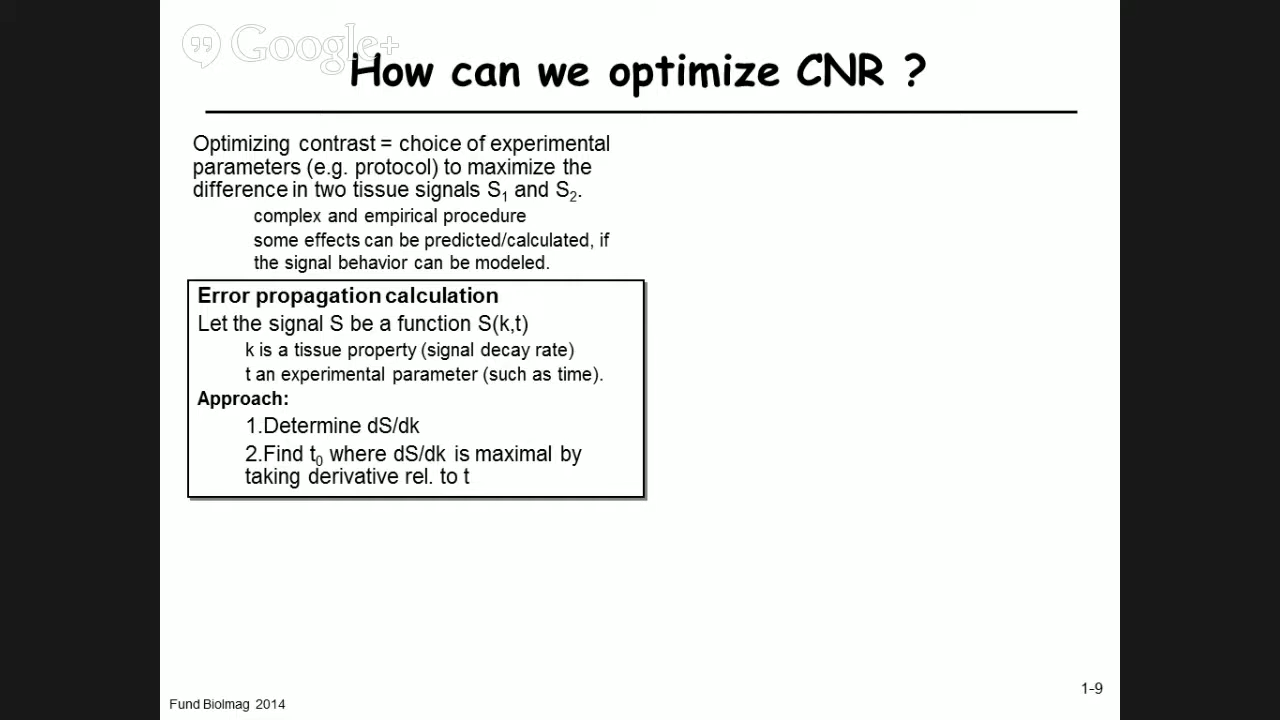 Google+
How can we optimize CNR ?
Optimizing contrast = choice of experimental
parameters (e.g. protocol) to maximize the
difference in two tissue signals S1 and S2.
complex and empirical procedure
some effects can be predicted/calculated, if
the signal behavior can be modeled.
Error propagation calculation
Let the signal S be a function S(k,t)
k is a tissue property (signal decay rate)
t an experimental parameter (such as time).
Approach:
1.Determine dS/dk
2.Find t0 where dS/dk is maximal by
taking derivative rel. to t
1-9
Fund BioImag 2014